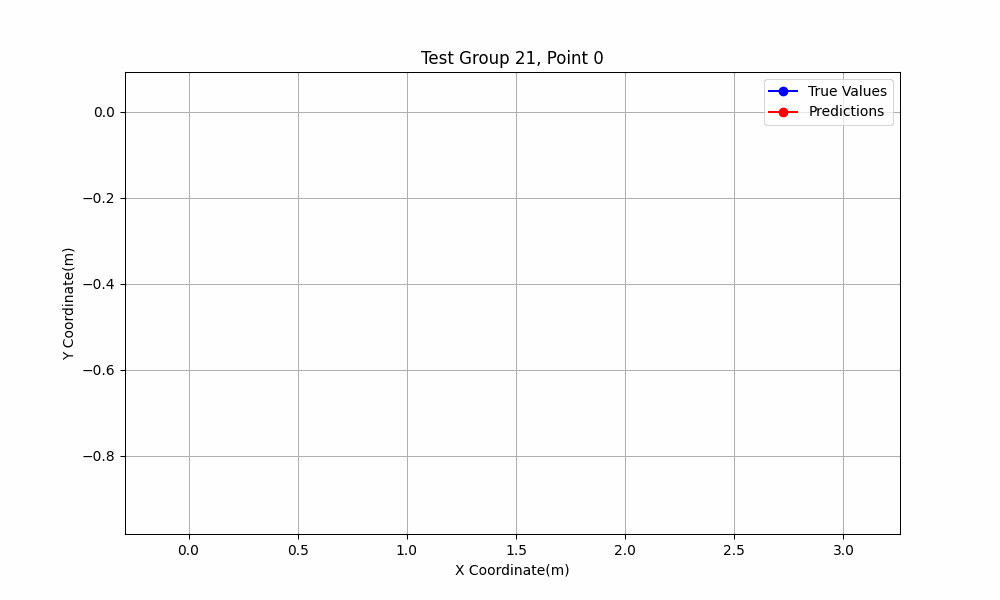 Test Group 21, Point 0
True Values
Predictions
0.0
−0.2
−0.4
−0.6
−0.8
Y Coordinate(m)
0.0 0.5 1.0 1.5 2.0 2.5 3.0
X Coordinate(m)